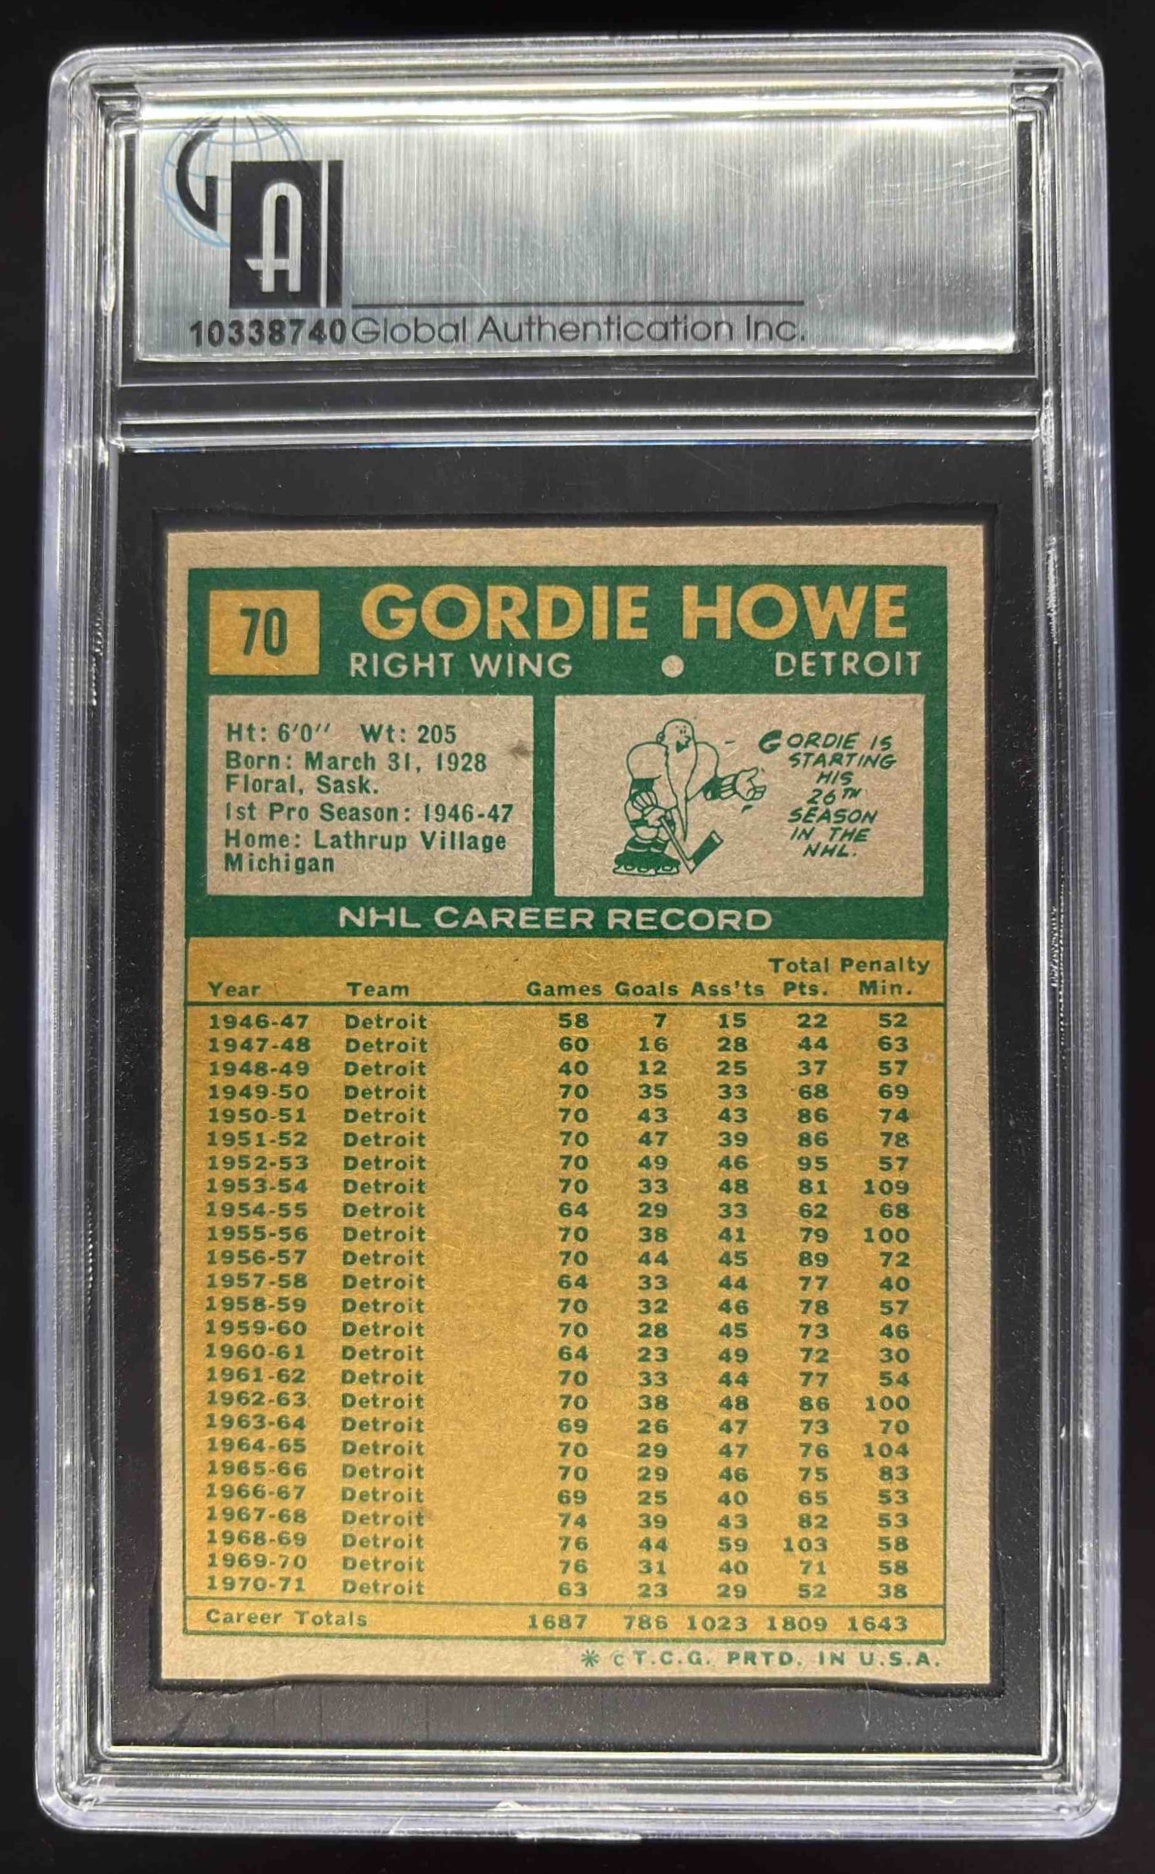 GA
10338740 Global Authentication Inc.
70 GORDIE HOWE
RIGHT WING • DETROIT
Ht: 6'0" Wt: 205
Born: March 31, 1928
Floral, Sask.
1st Pro Season: 1946-47
Home: Lathrup Village
Michigan
GORDIE IS
STARTING
HIS
26TH
SEASON
IN THE
NHL.
NHL CAREER RECORD
Total Penalty
Year Team Games Goals Ass'ts Pts. Min.
1946-47 Detroit 58 7 15 22 52
1947-48 Detroit 60 16 28 44 63
1948-49 Detroit 40 12 25 37 57
1949-50 Detroit 70 35 33 68 69
1950-51 Detroit 70 43 43 86 74
1951-52 Detroit 70 47 39 86 78
1952-53 Detroit 70 49 46 95 57
1953-54 Detroit 70 33 48 81 109
1954-55 Detroit 64 29 33 62 68
1955-56 Detroit 70 38 41 79 100
1956-57 Detroit 70 44 45 89 72
1957-58 Detroit 64 33 44 77 40
1958-59 Detroit 70 32 46 78 57
1959-60 Detroit 70 28 45 73 46
1960-61 Detroit 64 23 49 72 30
1961-62 Detroit 70 33 44 77 54
1962-63 Detroit 70 38 48 86 100
1963-64 Detroit 69 26 47 73 70
1964-65 Detroit 70 29 47 76 104
1965-66 Detroit 70 29 46 75 83
1966-67 Detroit 69 25 40 65 53
1967-68 Detroit 74 39 43 82 53
1968-69 Detroit 76 44 59 103 58
1969-70 Detroit 76 31 40 71 58
1970-71 Detroit 63 23 29 52 38
Career Totals 1687 786 1023 1809 1643
* © T.C.G. PRTD. IN U.S.A.